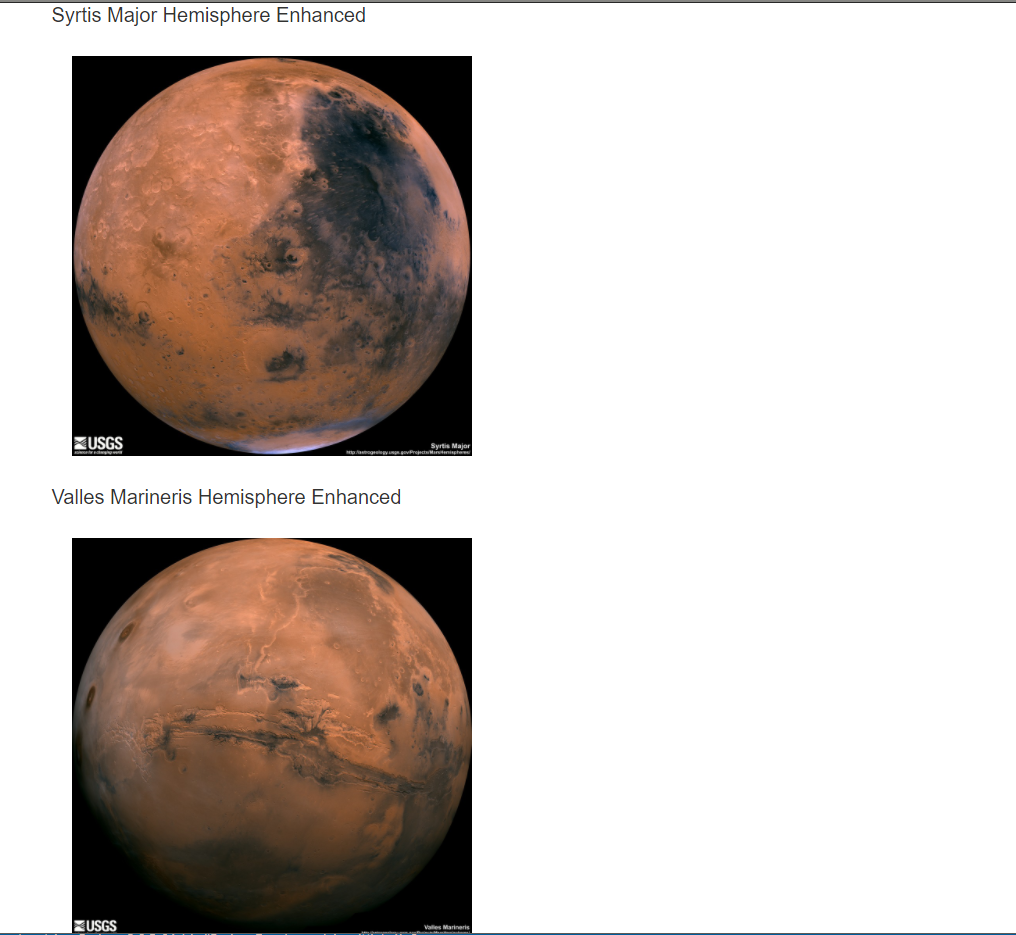 Syrtis Major Hemisphere Enhanced
USGS
science for a changing world
Syrtis Major
http://astrogeology.usgs.gov/Projects/MarsHemispheres/
Valles Marineris Hemisphere Enhanced
USGS
Valles Marineris